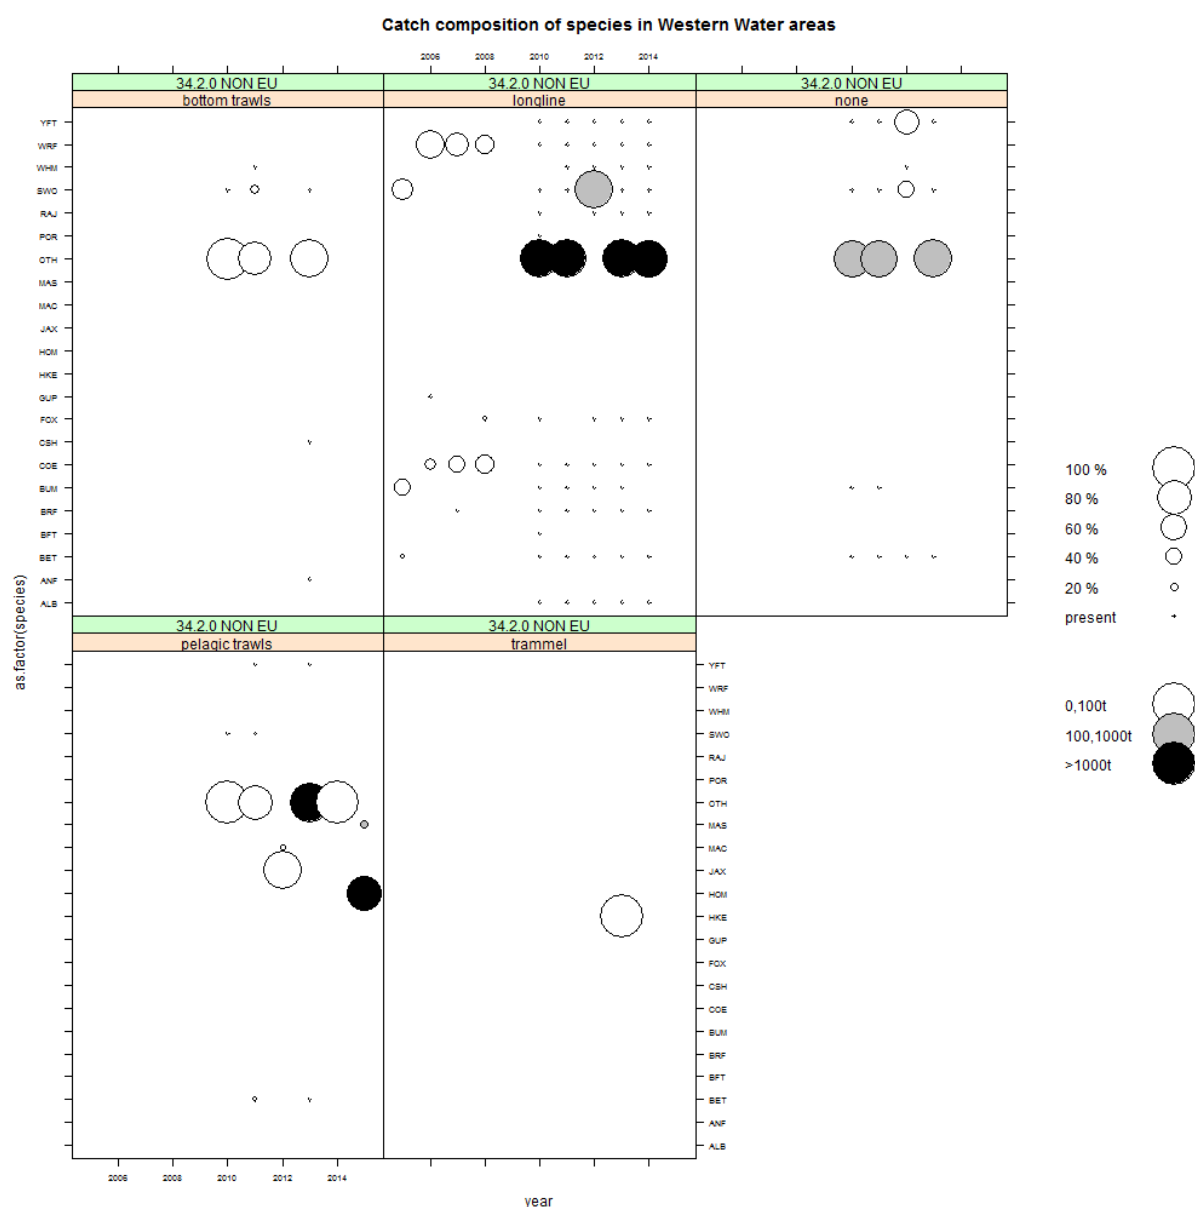 Catch composition of species in Western Water areas
2006 2008 2010 2012 2014
34.2.0 NON EU 34.2.0 NON EU 34.2.0 NON EU
bottom trawls longline none
YFT
WRF
WHM
SWO
RAJ
POR
OTH
MAS
MAC
JAX
HOM
HKE
GUP
FOX
CSH
COE
BUM
BRF
BFT
BET
ANF
ALB
100 %
80 %
60 %
40 %
20 %
present
as.factor(species)
34.2.0 NON EU 34.2.0 NON EU
pelagic trawls trammel
YFT
WRF
WHM
SWO
RAJ
POR
OTH
MAS
MAC
JAX
HOM
HKE
GUP
FOX
CSH
COE
BUM
BRF
BFT
BET
ANF
ALB
0,100t
100,1000t
>1000t
2006 2008 2010 2012 2014
year